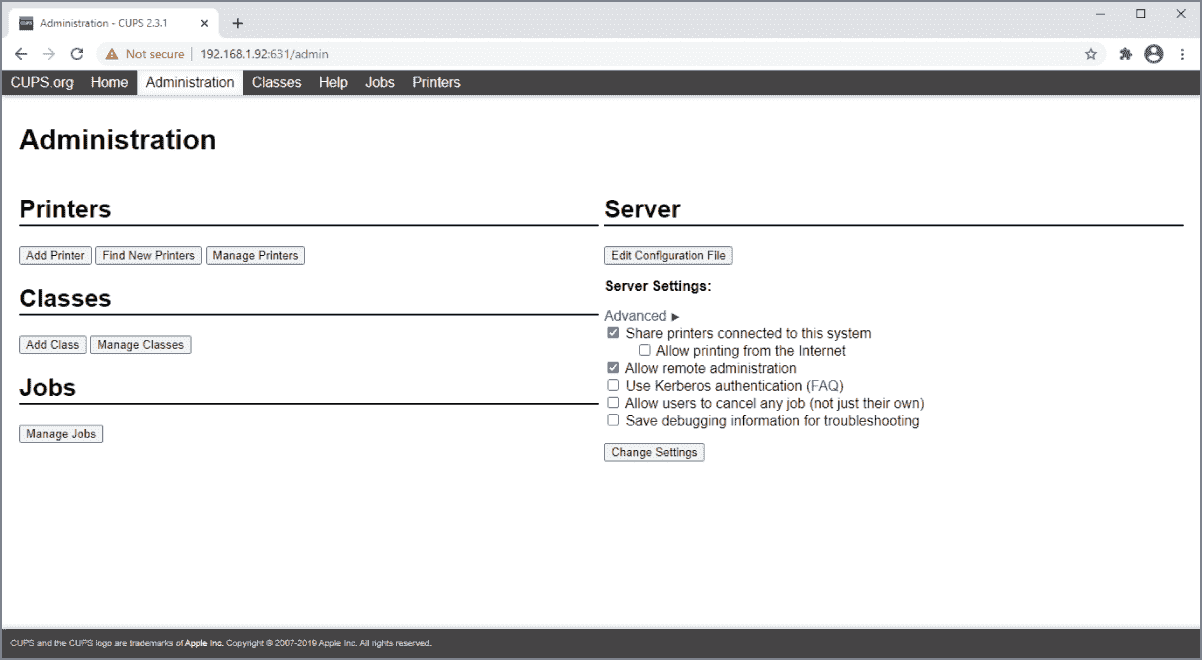 CUPS
Administration - CUPS 2.3.1
Not secure
192.168.1.92:631/admin
CUPS.org Home Administration Classes Help Jobs Printers
Administration
Printers
Add Printer Find New Printers Manage Printers
Classes
Add Class Manage Classes
Jobs
Manage Jobs
Server
Edit Configuration File
Server Settings:
Advanced ▶
Share printers connected to this system
Allow printing from the Internet
Allow remote administration
Use Kerberos authentication (FAQ)
Allow users to cancel any job (not just their own)
Save debugging information for troubleshooting
Change Settings
CUPS and the CUPS logo are trademarks of Apple Inc. Copyright © 2007-2019 Apple Inc. All rights reserved.